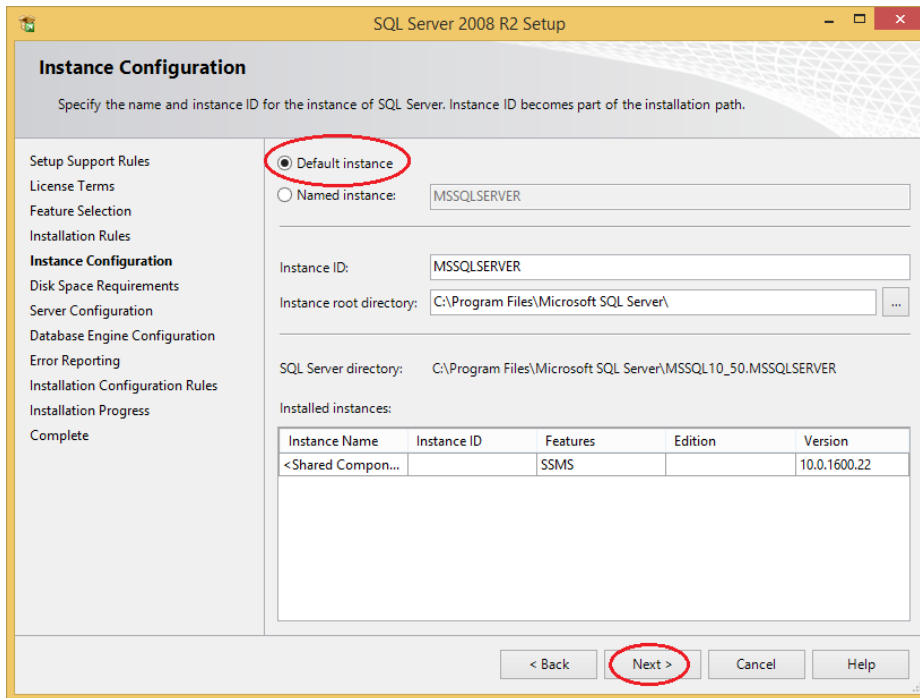 SQL Server 2008 R2 Setup
Instance Configuration
Specify the name and instance ID for the instance of SQL Server. Instance ID becomes part of the installation path.
Setup Support Rules
License Terms
Feature Selection
Installation Rules
Instance Configuration
Disk Space Requirements
Server Configuration
Database Engine Configuration
Error Reporting
Installation Configuration Rules
Installation Progress
Complete
Default instance
Named instance: MSSQLSERVER
Instance ID: MSSQLSERVER
Instance root directory: C:\Program Files\Microsoft SQL Server\ ...
SQL Server directory: C:\Program Files\Microsoft SQL Server\MSSQL10_50.MSSQLSERVER
Installed instances:
Instance Name Instance ID Features Edition Version
<Shared Compon... SSMS 10.0.1600.22
< Back Next > Cancel Help